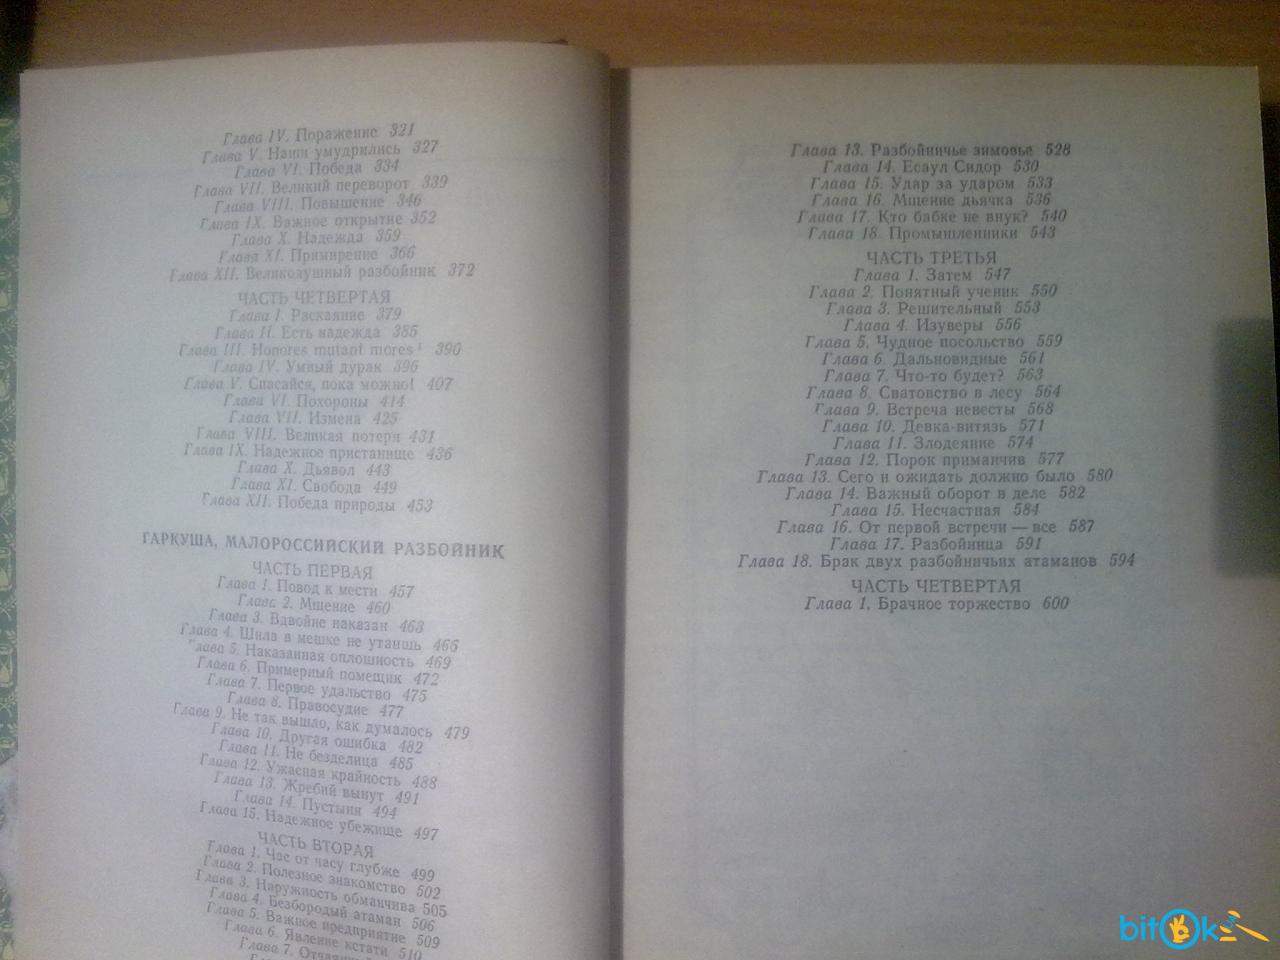 Глава IV. Поражение 321
Глава V. Наши умудрились 327
Глава VI. Победа 334
Глава VII. Великий переворот 339
Глава VIII. Повышение 346
Глава IX. Важное открытие 352
Глава X. Надежда 359
Глава XI. Примирение 366
Глава XII. Великодушный разбойник 372
ЧАСТЬ ЧЕТВЕРТАЯ
Глава I. Раскаяние 379
Глава II. Есть надежда 385
Глава III. Honores mutant mores¹ 390
Глава IV. Умный дурак 396
Глава V. Спасайся, пока можно! 407
Глава VI. Похороны 414
Глава VII. Измена 425
Глава VIII. Великая потеря 431
Глава IX. Надежное пристанище 436
Глава X. Дьявол 443
Глава XI. Свобода 449
Глава XII. Победа природы 453
ГАРКУША, МАЛОРОССИЙСКИЙ РАЗБОЙНИК
ЧАСТЬ ПЕРВАЯ
Глава 1. Повод к мести 457
Глава 2. Мщение 460
Глава 3. Вдвойне наказан 463
Глава 4. Шила в мешке не утаишь 466
Глава 5. Наказанная оплошность 469
Глава 6. Примерный помещик 472
Глава 7. Первое удальство 475
Глава 8. Правосудие 477
Глава 9. Не так вышло, как думалось 479
Глава 10. Другая ошибка 482
Глава 11. Не безделица 485
Глава 12. Ужасная крайность 488
Глава 13. Жребий вынут 491
Глава 14. Пустыня 494
Глава 15. Надежное убежище 497
ЧАСТЬ ВТОРАЯ
Глава 1. Час от часу глубже 499
Глава 2. Полезное знакомство 502
Глава 3. Наружность обманчива 505
Глава 4. Безбородый атаман 506
Глава 5. Важное предприятие 509
Глава 6. Явление кстати 510
Глава 7.
Глава 13. Разбойничье зимовье 528
Глава 14. Есаул Сидор 530
Глава 15. Удар за ударом 533
Глава 16. Мщение дьячка 536
Глава 17. Кто бабке не внук? 540
Глава 18. Промышленники 543
ЧАСТЬ ТРЕТЬЯ
Глава 1. Затем 547
Глава 2. Понятный ученик 550
Глава 3. Решительный 553
Глава 4. Изуверы 556
Глава 5. Чудное посольство 559
Глава 6. Дальновидные 561
Глава 7. Что-то будет? 563
Глава 8. Сватовство в лесу 564
Глава 9. Встреча невесты 568
Глава 10. Девка-витязь 571
Глава 11. Злодеяние 574
Глава 12. Порок приманчив 577
Глава 13. Сего и ожидать должно было 580
Глава 14. Важный оборот в деле 582
Глава 15. Несчастная 584
Глава 16. От первой встречи — все 587
Глава 17. Разбойница 591
Глава 18. Брак двух разбойничьих атаманов 594
ЧАСТЬ ЧЕТВЕРТАЯ
Глава 1. Брачное торжество 600
bitOk